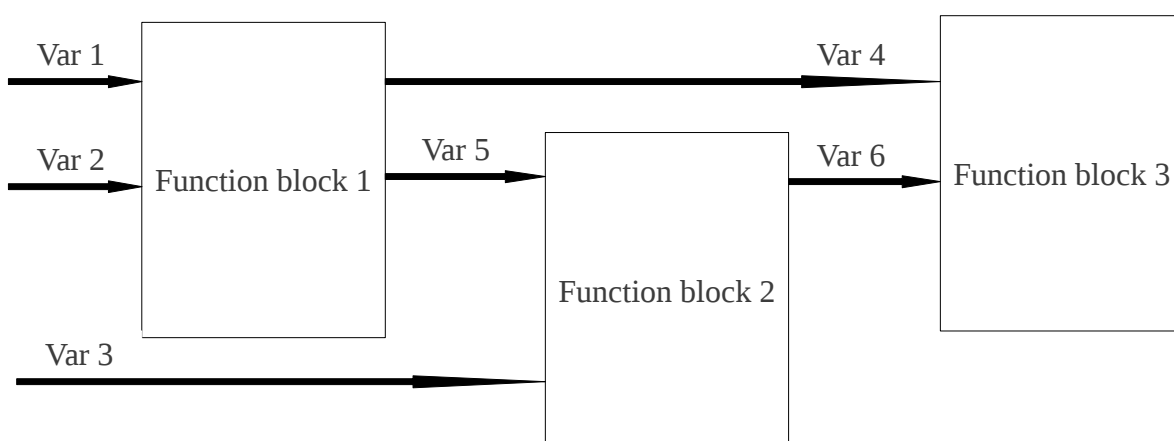 Var 1
Var 4
Var 2
Var 5
Var 6
Function block 1
Function block 3
Function block 2
Var 3